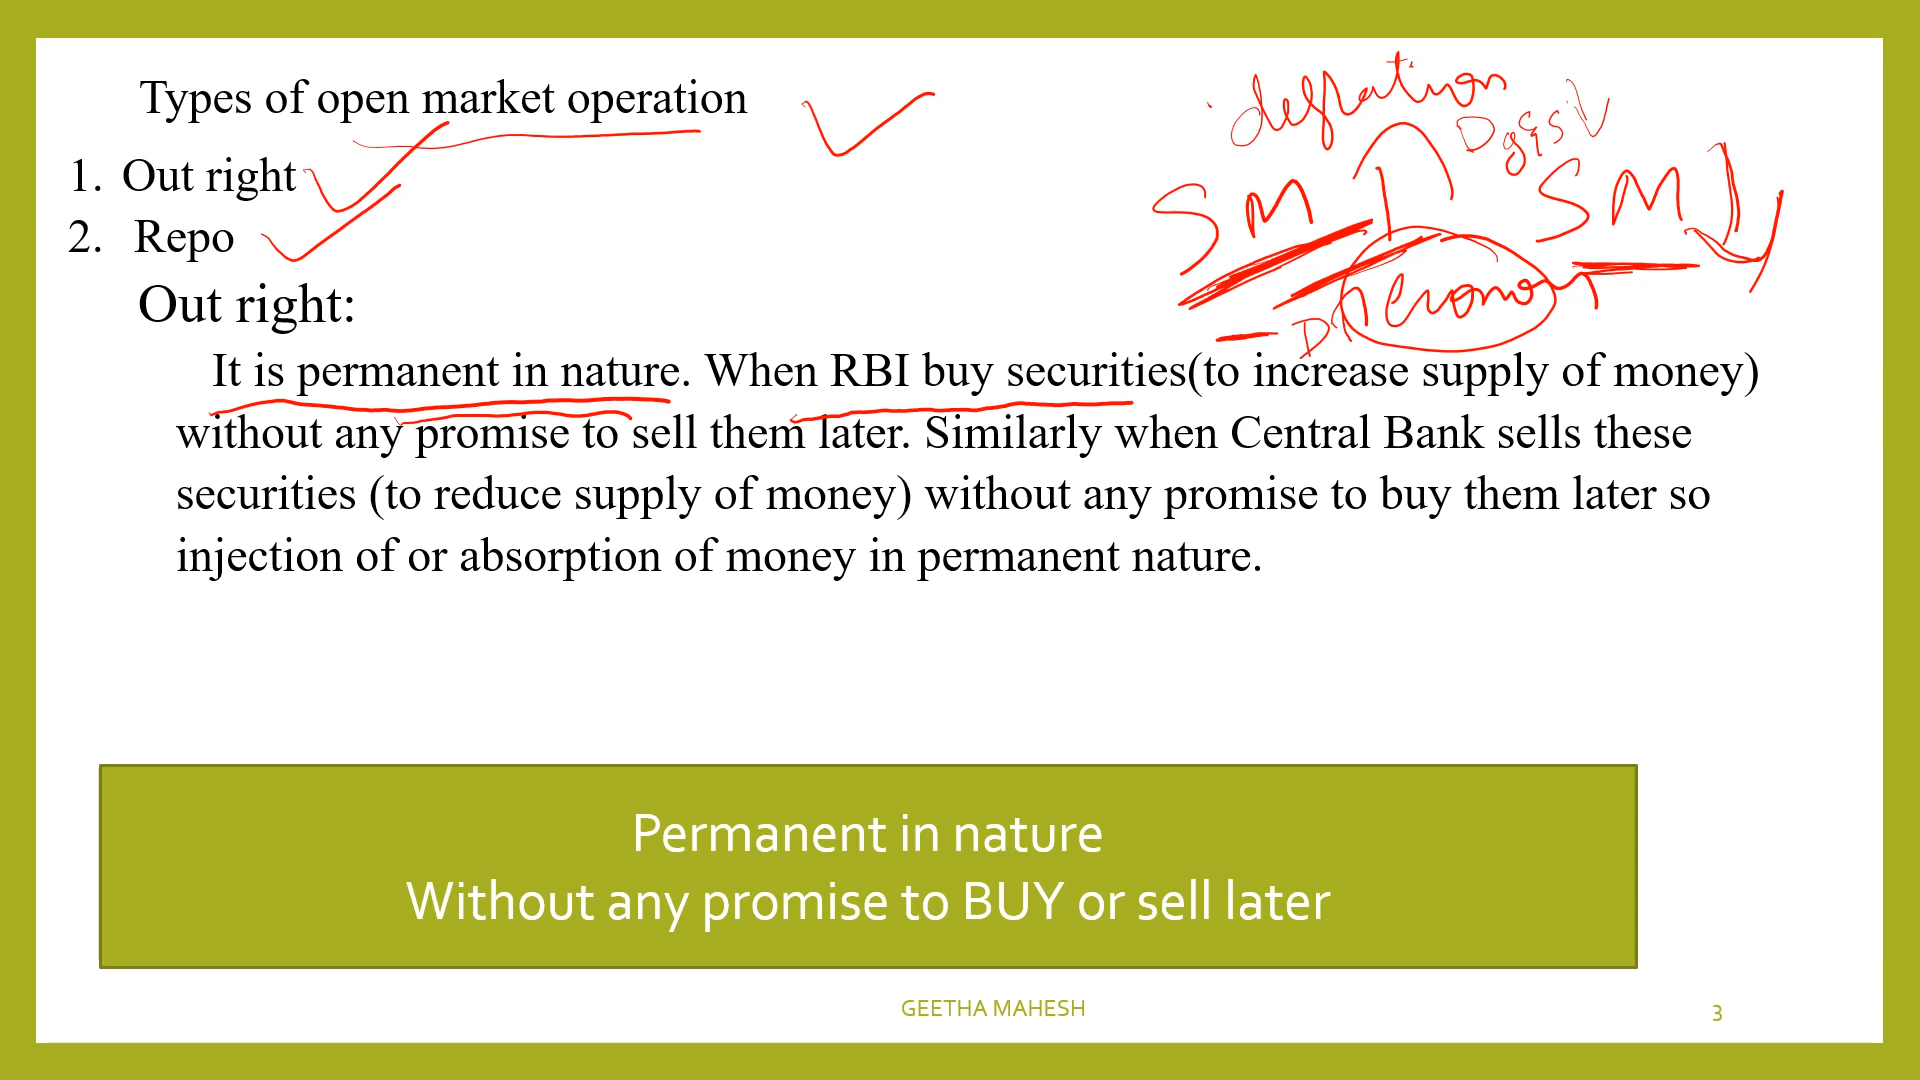 Types of open market operation
1. Out right
2. Repo
deflation
D g & s ↓
SM ↑ SM ↓
economy
D ↑
Out right:
It is permanent in nature. When RBI buy securities(to increase supply of money)
without any promise to sell them later. Similarly when Central Bank sells these
securities (to reduce supply of money) without any promise to buy them later so
injection of or absorption of money in permanent nature.
Permanent in nature
Without any promise to BUY or sell later
GEETHA MAHESH
3